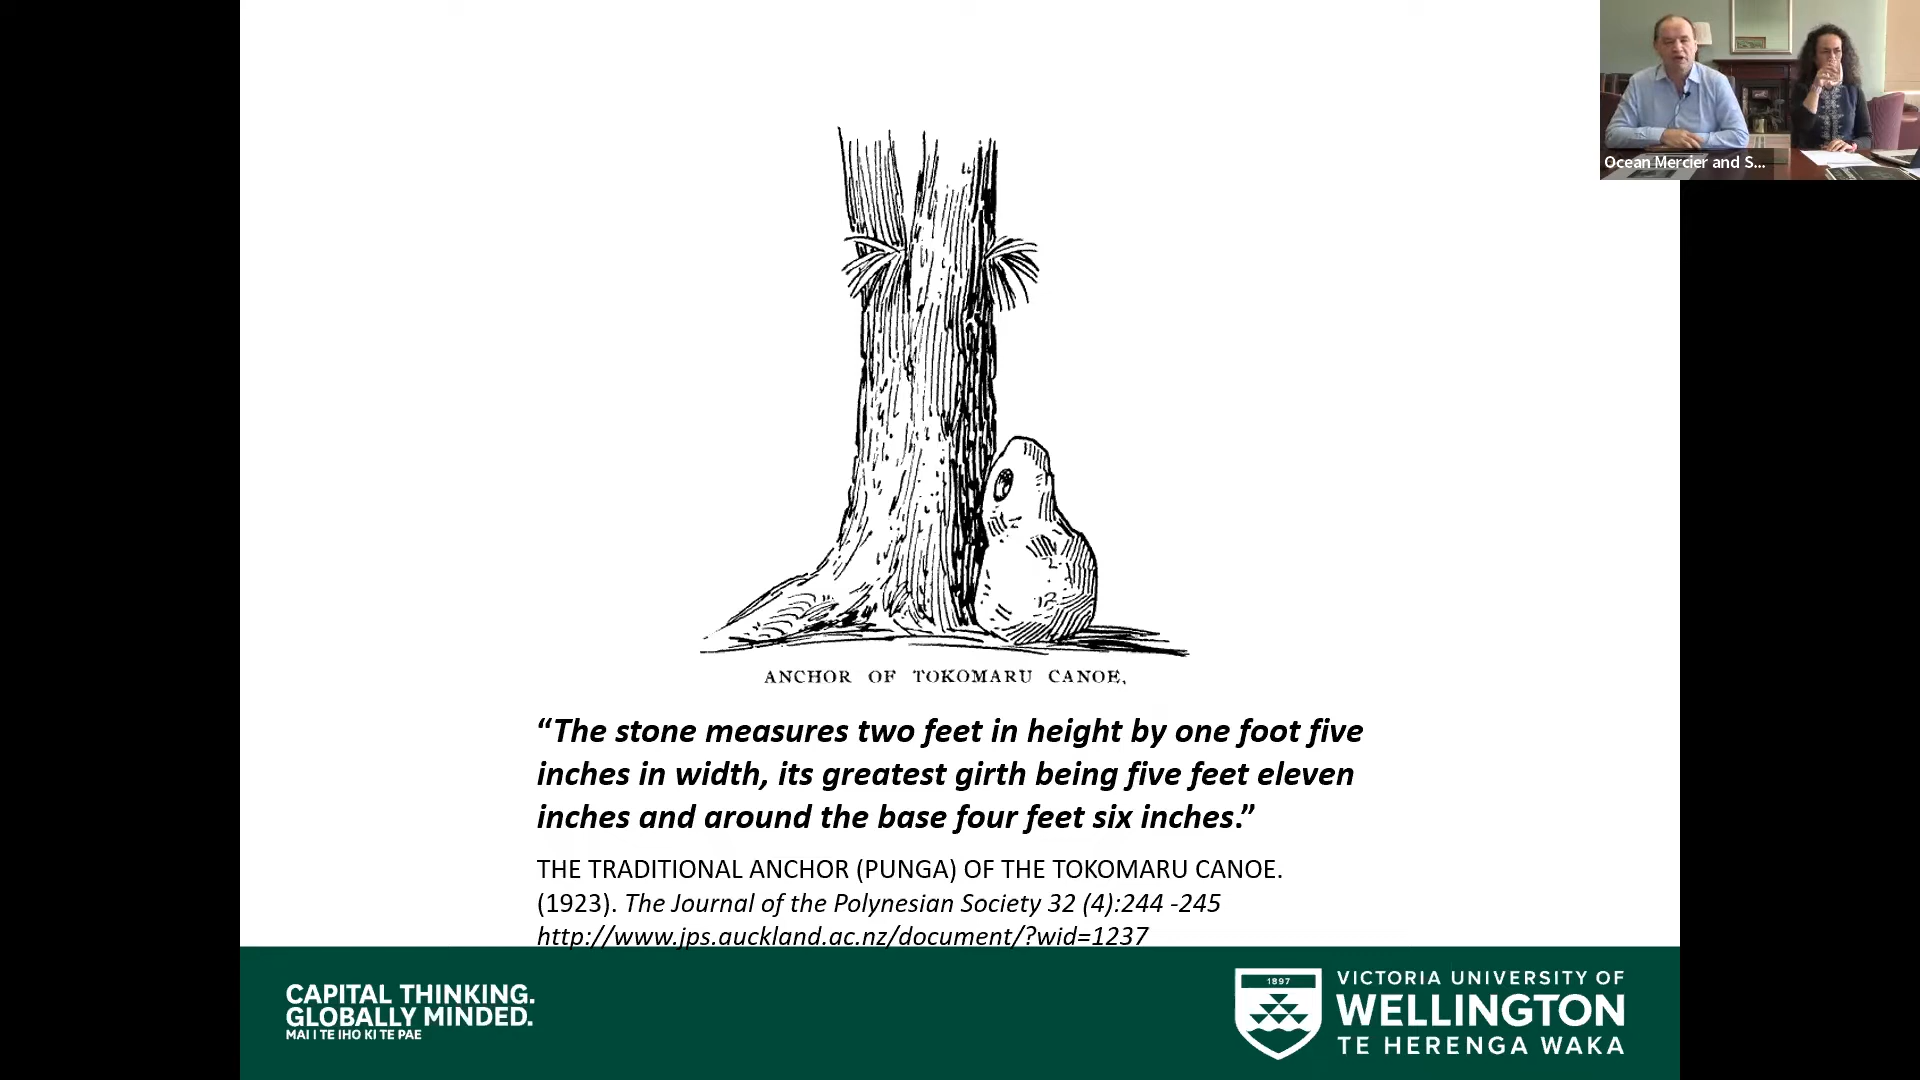 Ocean Mercier and S...
ANCHOR OF TOKOMARU CANOE,
“The stone measures two feet in height by one foot five
inches in width, its greatest girth being five feet eleven
inches and around the base four feet six inches.”
THE TRADITIONAL ANCHOR (PUNGA) OF THE TOKOMARU CANOE.
(1923). The Journal of the Polynesian Society 32 (4):244 -245
http://www.jps.auckland.ac.nz/document/?wid=1237
CAPITAL THINKING.
GLOBALLY MINDED.
MAI I TE IHO KI TE PAE
1897
VICTORIA UNIVERSITY OF
WELLINGTON
TE HERENGA WAKA